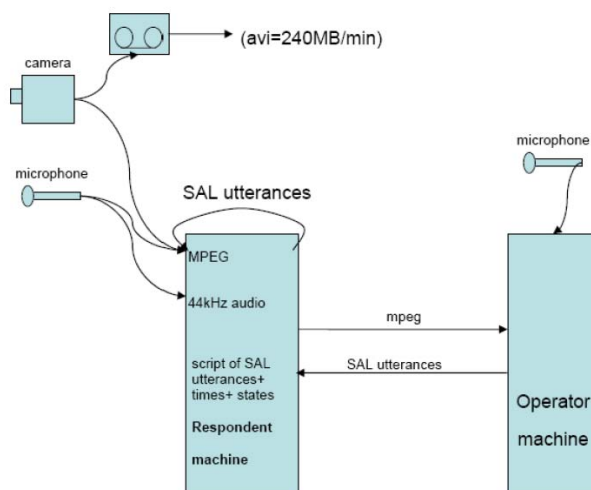 (avi=240MB/min)
camera
microphone
microphone
SAL utterances
MPEG
44kHz audio
mpeg
script of SAL
utterances+
times+ states
SAL utterances
Respondent
machine
Operator
machine